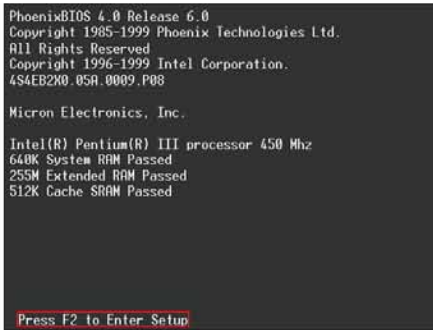 PhoenixBIOS 4.0 Release 6.0
Copyright 1985-1999 Phoenix Technologies Ltd.
All Rights Reserved
Copyright 1996-1999 Intel Corporation.
4S4EB2X0.05A.0009.P08
Micron Electronics, Inc.
Intel(R) Pentium(R) III processor 450 Mhz
640K System RAM Passed
255M Extended RAM Passed
512K Cache SRAM Passed
Press F2 to Enter Setup